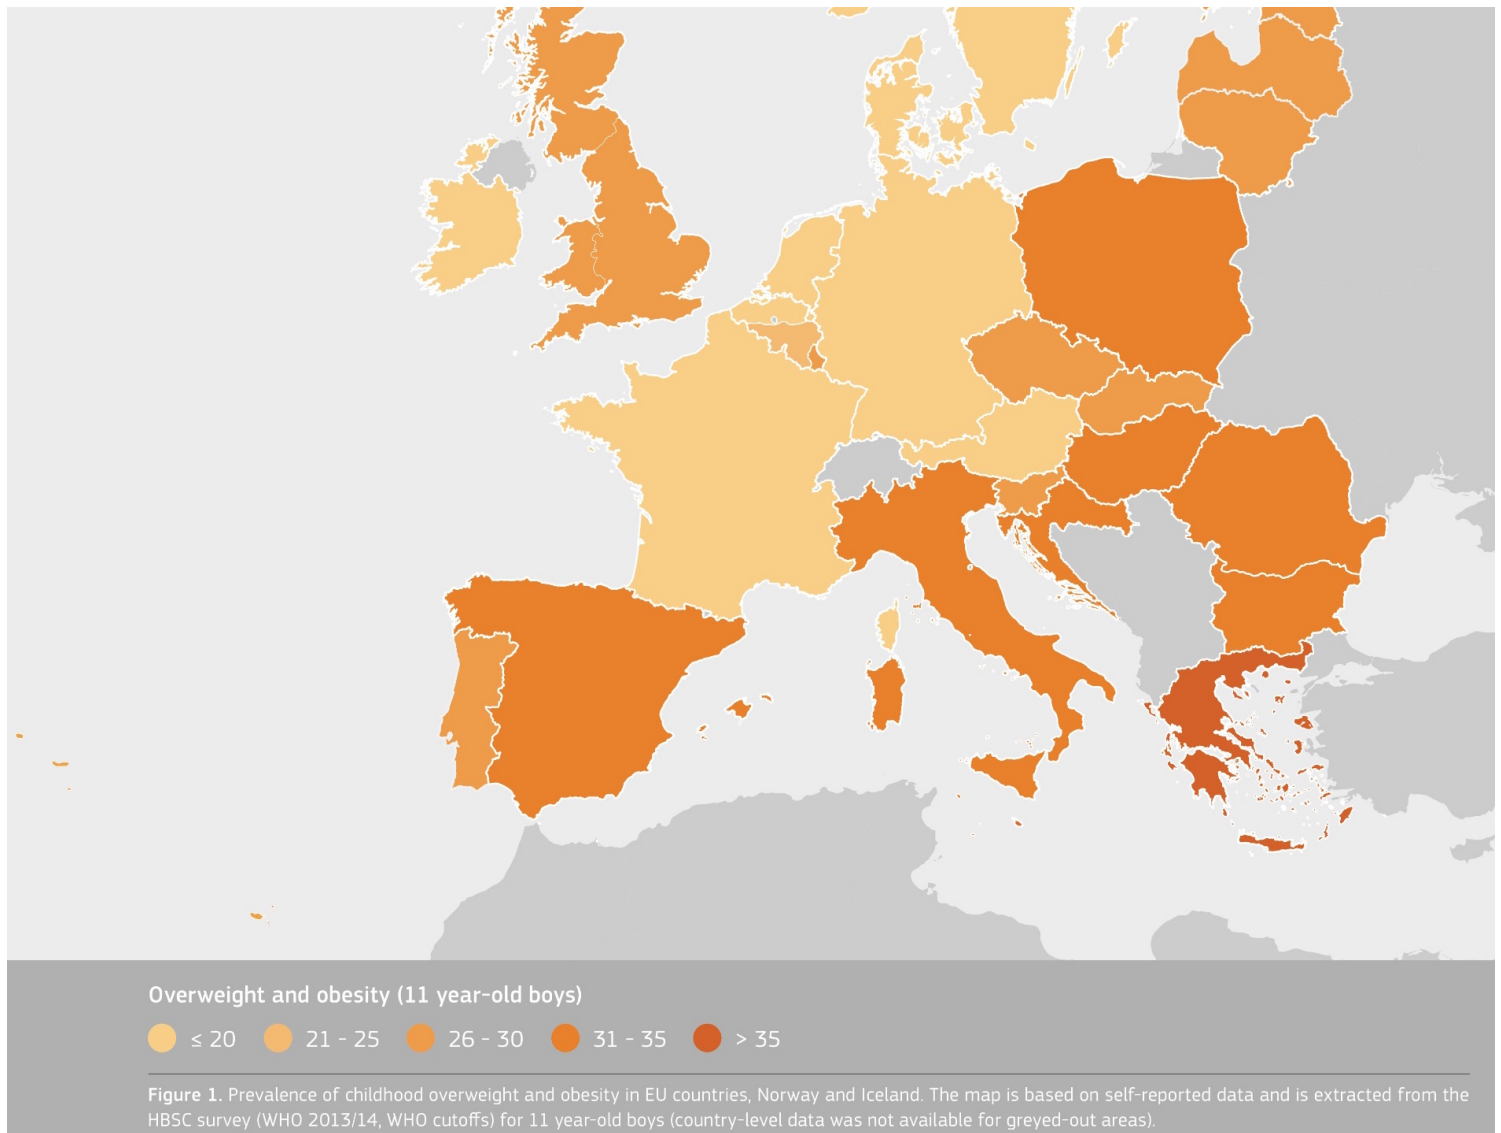 Overweight and obesity (11 year-old boys)
≤ 20 21 - 25 26 - 30 31 - 35 > 35
Figure 1. Prevalence of childhood overweight and obesity in EU countries, Norway and Iceland. The map is based on self-reported data and is extracted from the
HBSC survey (WHO 2013/14, WHO cutoffs) for 11 year-old boys (country-level data was not available for greyed-out areas).